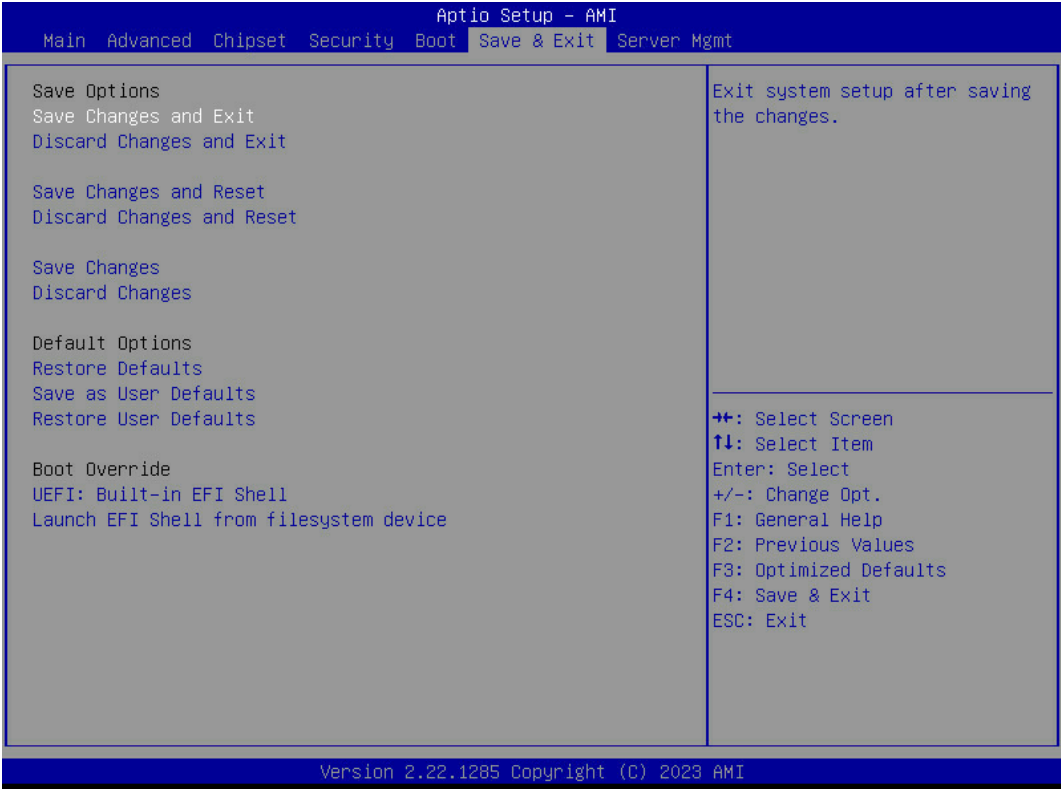 Aptio Setup – AMI
Main Advanced Chipset Security Boot Save & Exit Server Mgmt
Save Options
Save Changes and Exit
Discard Changes and Exit
Save Changes and Reset
Discard Changes and Reset
Save Changes
Discard Changes
Default Options
Restore Defaults
Save as User Defaults
Restore User Defaults
Boot Override
UEFI: Built-in EFI Shell
Launch EFI Shell from filesystem device
Exit system setup after saving
the changes.
→←: Select Screen
↑↓: Select Item
Enter: Select
+/-: Change Opt.
F1: General Help
F2: Previous Values
F3: Optimized Defaults
F4: Save & Exit
ESC: Exit
Version 2.22.1285 Copyright (C) 2023 AMI